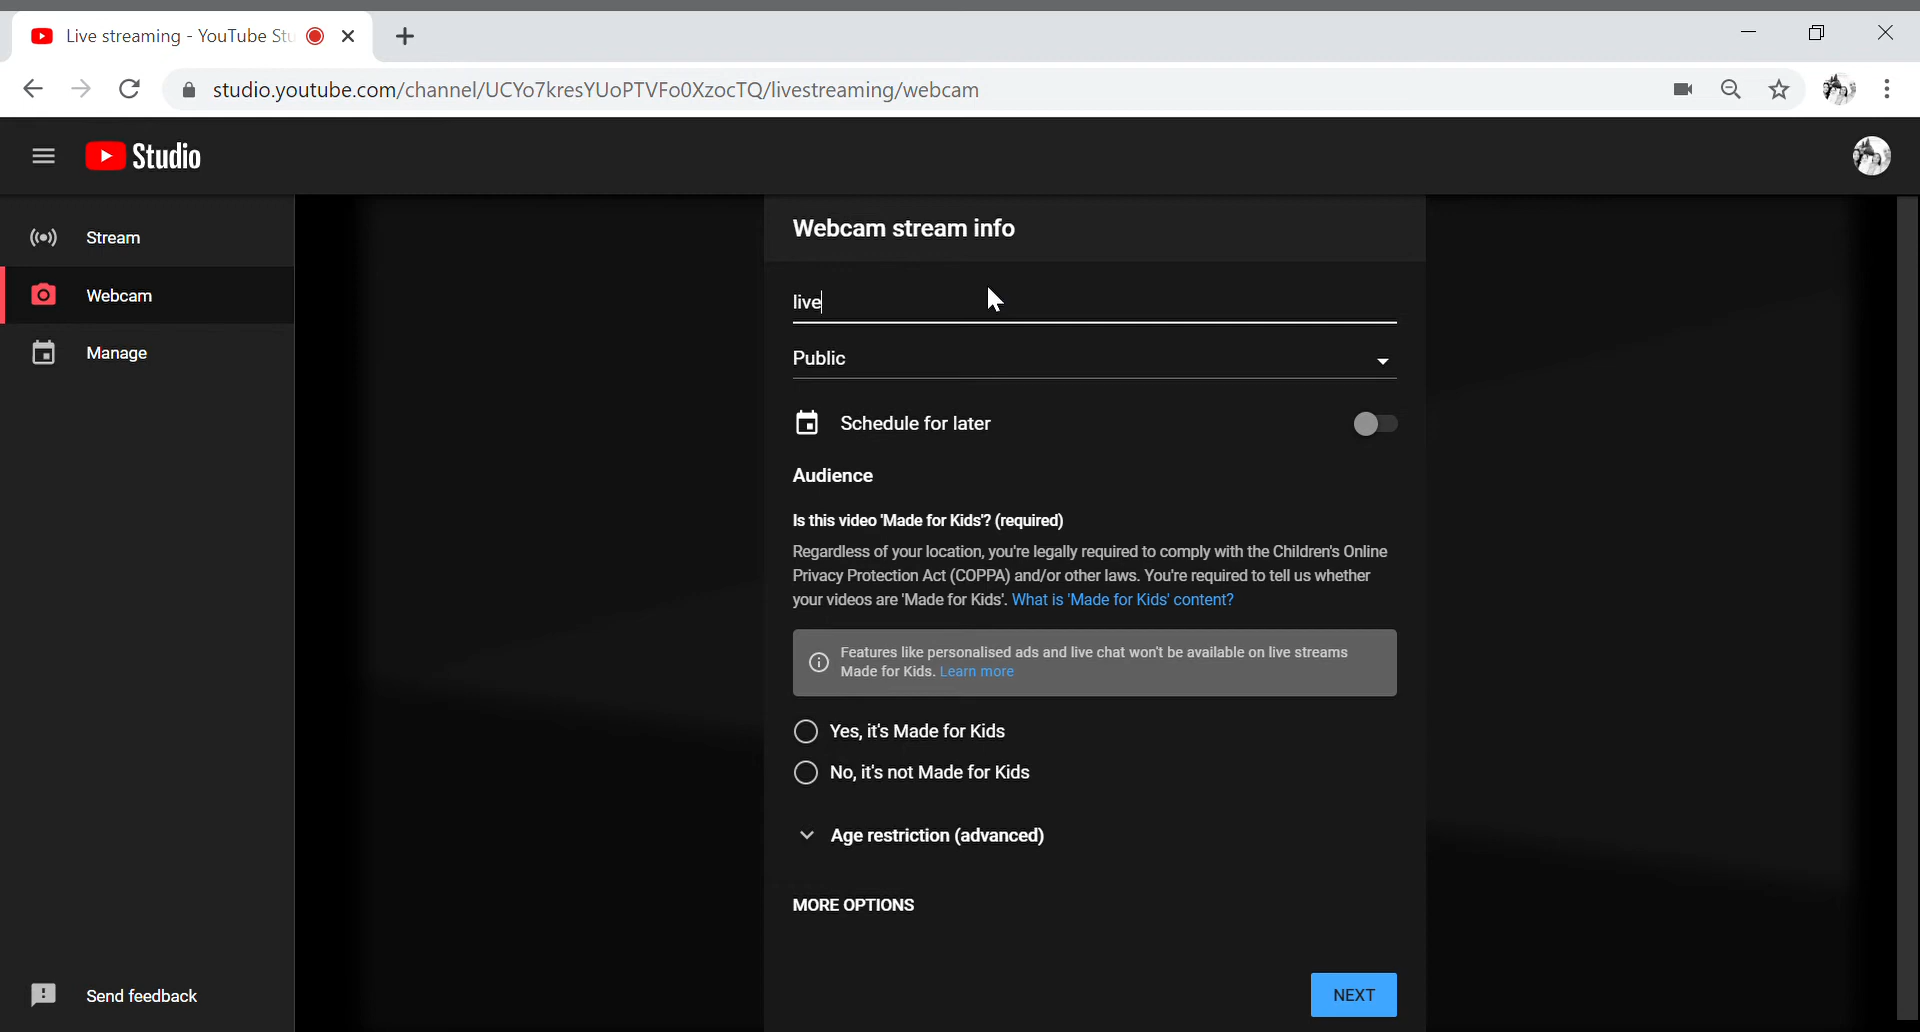 Live streaming - YouTube Stu
studio.youtube.com/channel/UCYo7kresYUoPTVFo0XzocTQ/livestreaming/webcam
Studio
Stream
Webcam
Manage
Send feedback
Webcam stream info
live
Public
Schedule for later
Audience
Is this video 'Made for Kids'? (required)
Regardless of your location, you're legally required to comply with the Children's Online
Privacy Protection Act (COPPA) and/or other laws. You're required to tell us whether
your videos are 'Made for Kids'. What is 'Made for Kids' content?
Features like personalised ads and live chat won't be available on live streams
Made for Kids. Learn more
Yes, it's Made for Kids
No, it's not Made for Kids
Age restriction (advanced)
MORE OPTIONS
NEXT